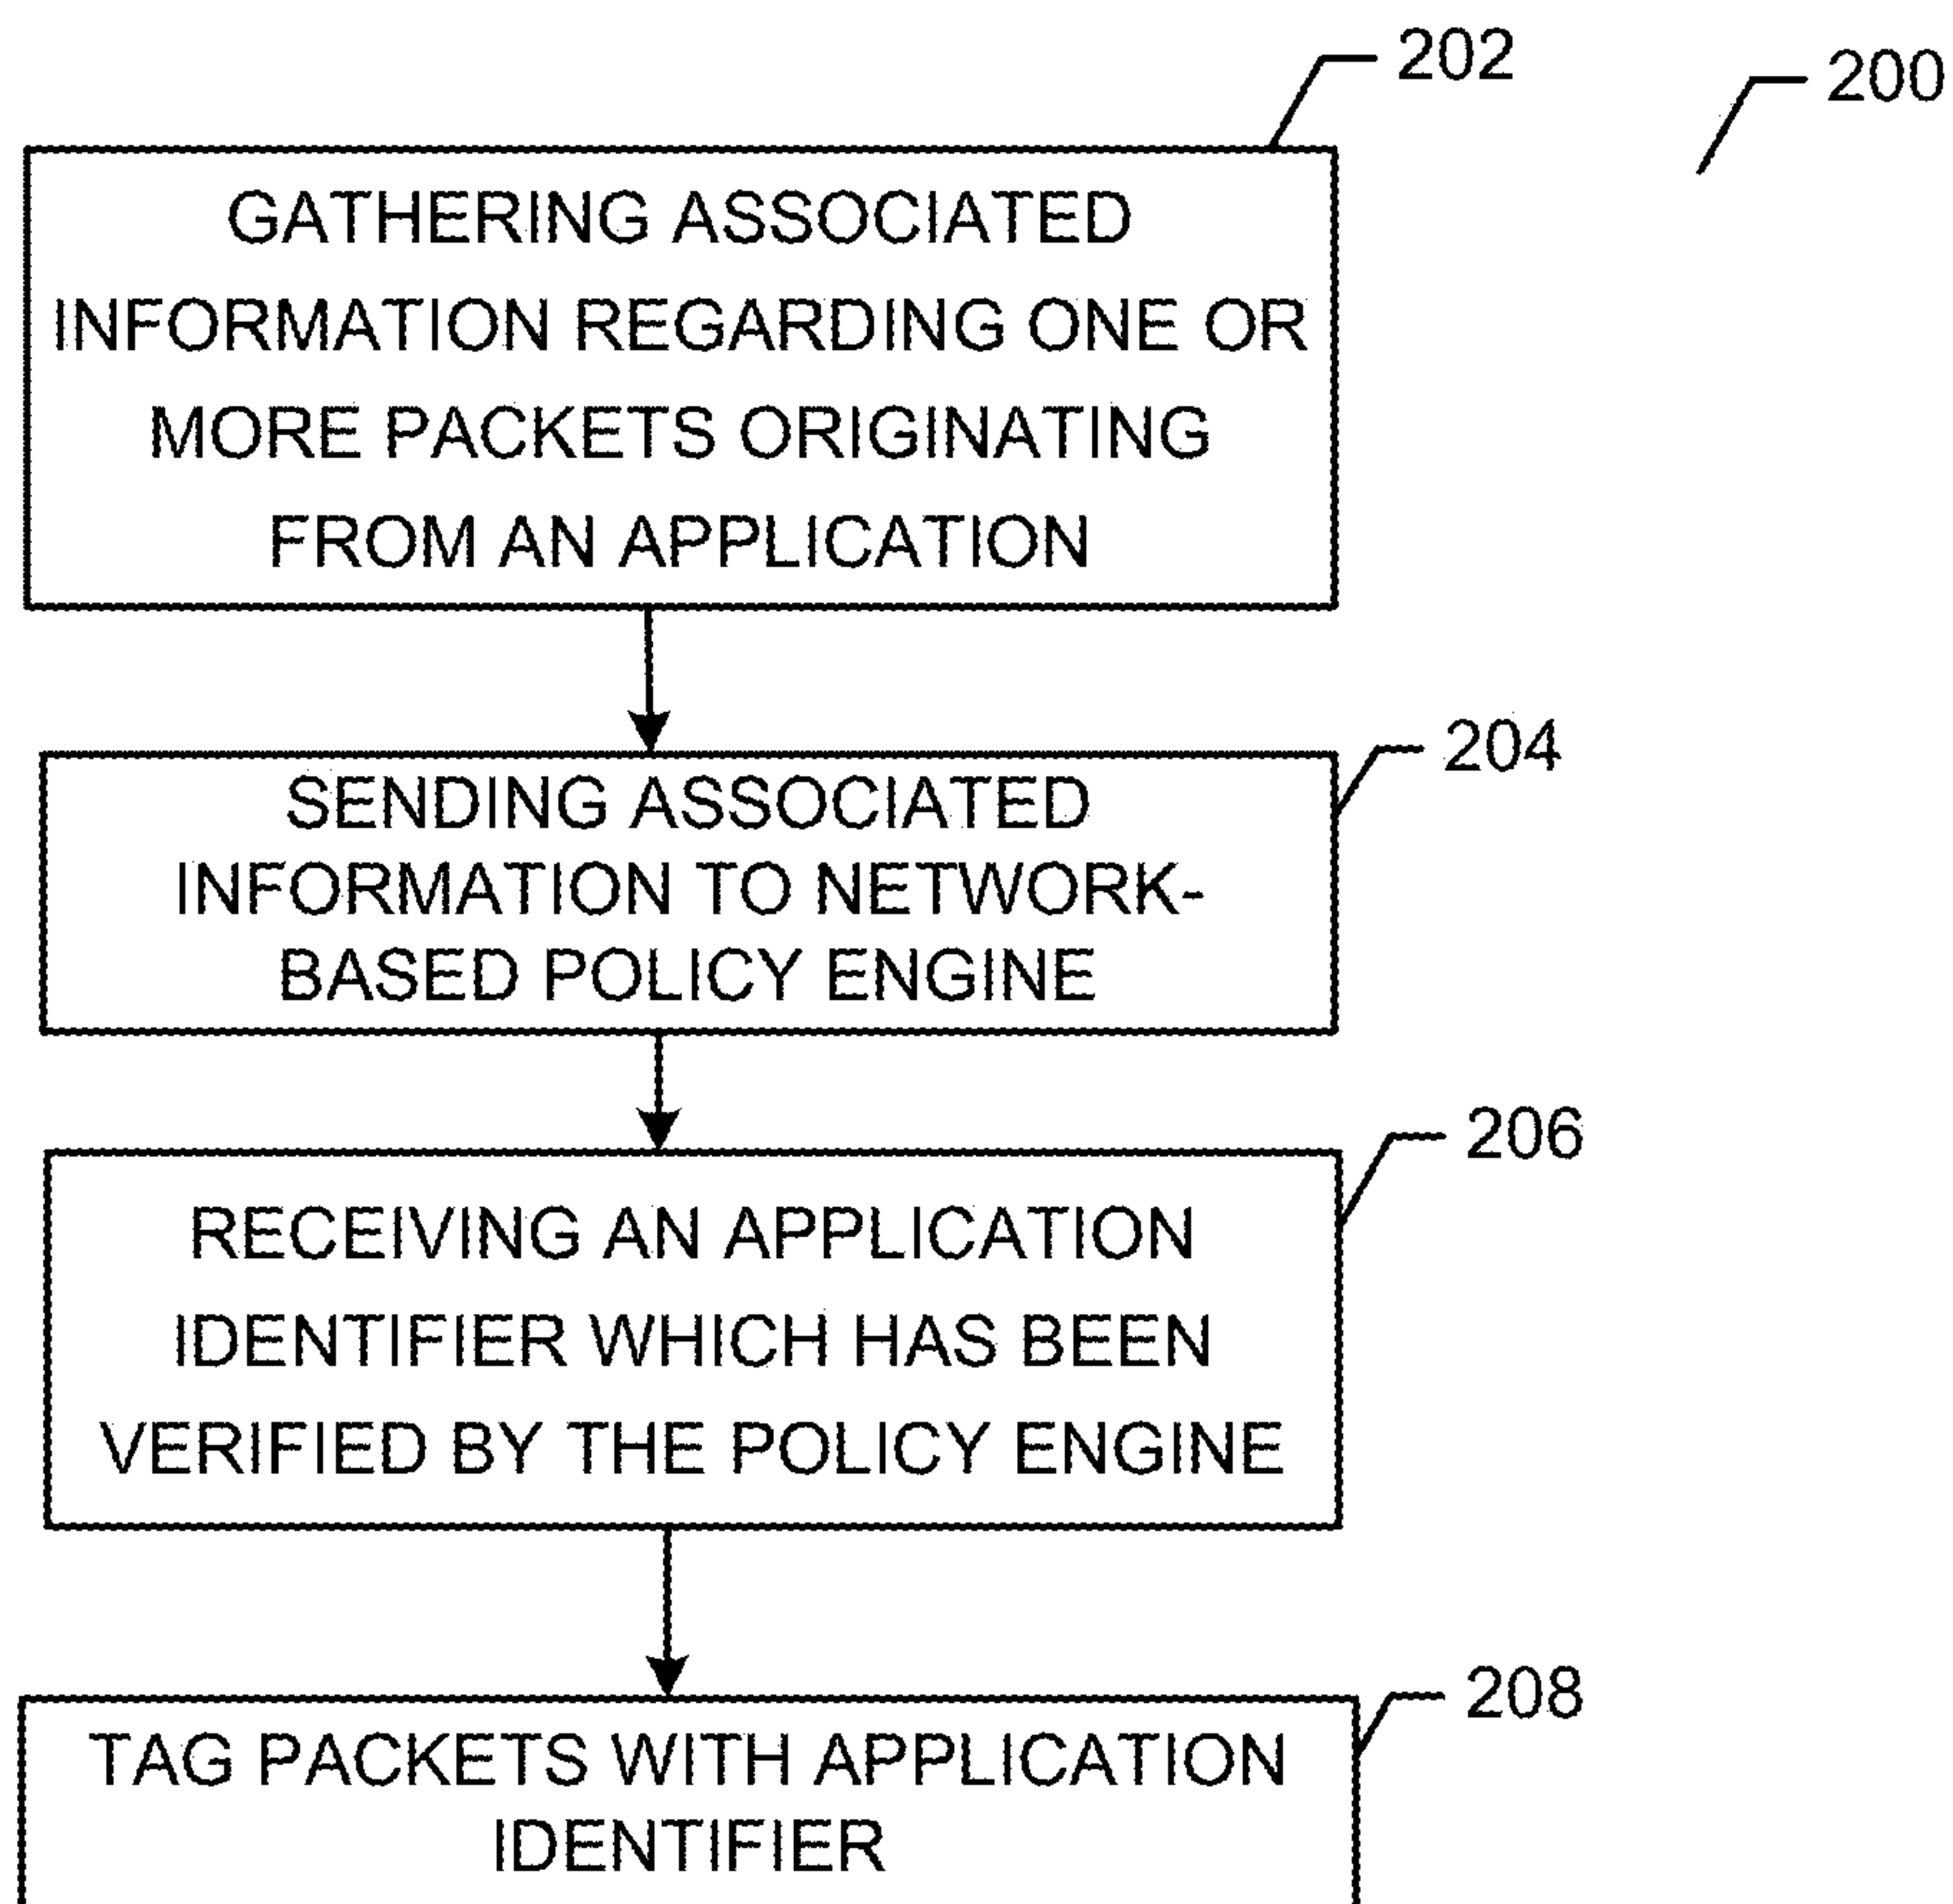 202
200
GATHERING ASSOCIATED
INFORMATION REGARDING ONE OR
MORE PACKETS ORIGINATING
FROM AN APPLICATION
204
SENDING ASSOCIATED
INFORMATION TO NETWORK-
BASED POLICY ENGINE
206
RECEIVING AN APPLICATION
IDENTIFIER WHICH HAS BEEN
VERIFIED BY THE POLICY ENGINE
208
TAG PACKETS WITH APPLICATION
IDENTIFIER